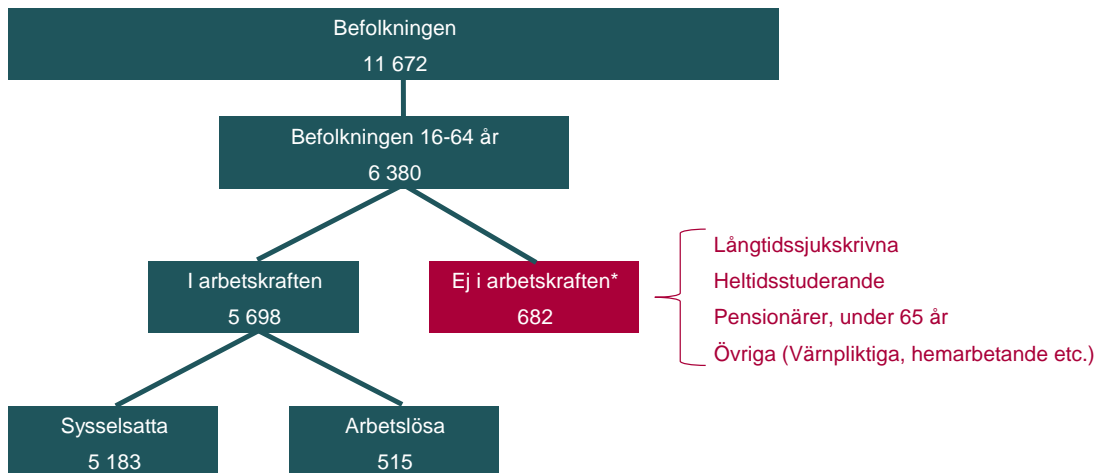 Befolkningen
11 672
Befolkningen 16-64 år
6 380
I arbetskraften
5 698
Ej i arbetskraften*
682
Långtidssjukskrivna
Heltidsstuderande
Pensionärer, under 65 år
Övriga (Värnpliktiga, hemarbetande etc.)
Sysselsatta
5 183
Arbetslösa
515